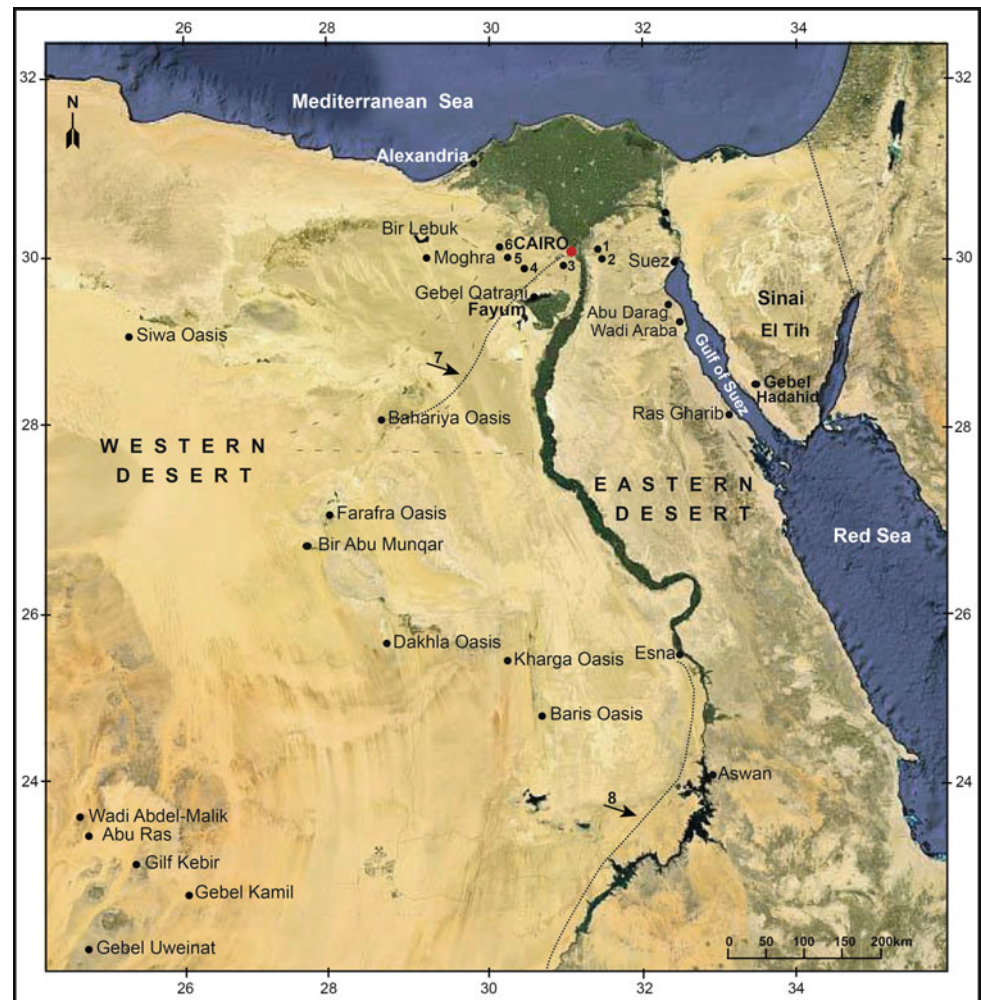 26 28 30 32 34
32 32
N
Mediterranean Sea
Alexandria
Bir Lebuk
6 CAIRO 1
30 Moghra 5 4 3 2 Suez 30
Gebel Qatrani
Fayum
1
Sinai
El Tih
Abu Darag
Wadi Araba
Siwa Oasis
Gulf of Suez
7
Gebel
Hadahid
Bahariya Oasis
Ras Gharib
28 28
WESTERN
DESERT
EASTERN
DESERT
Farafra Oasis
Bir Abu Munqar
Red Sea
26 26
Dakhla Oasis
Kharga Oasis
Esna
Baris Oasis
24 24
Aswan
8
Wadi Abdel-Malik
Abu Ras
Gilf Kebir
Gebel Kamil
Gebel Uweinat
0 50 100 150 200km
26 28 30 32 34